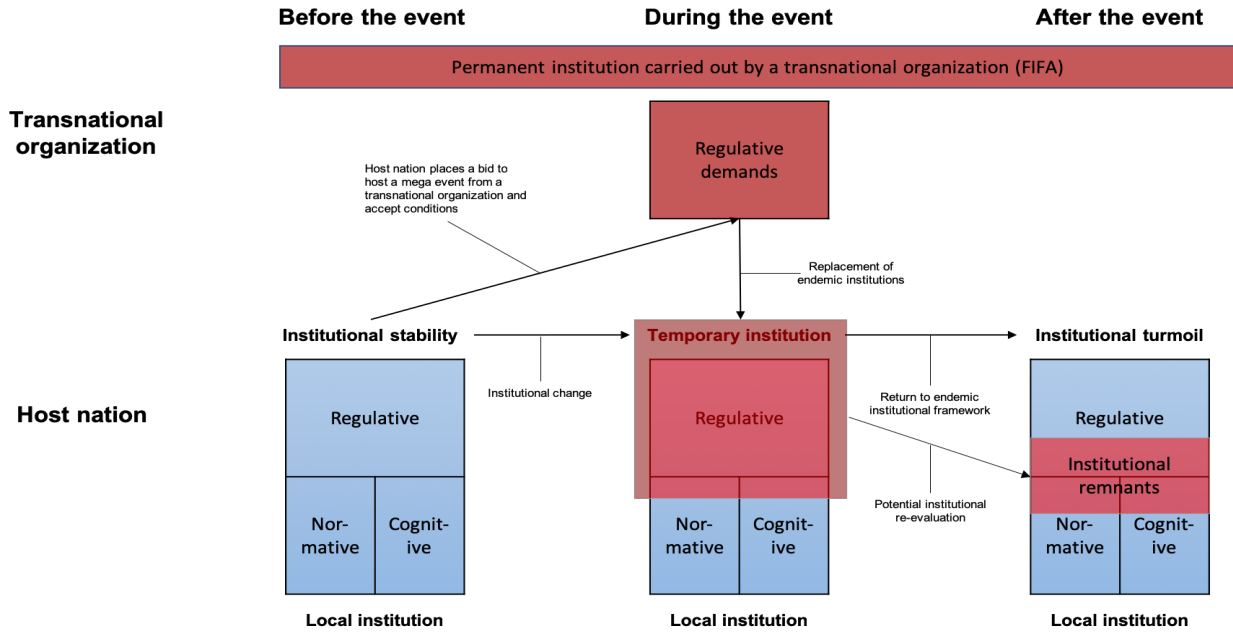 Before the event
During the event
After the event
Permanent institution carried out by a transnational organization (FIFA)
Transnational
organization
Regulative
demands
Host nation places a bid to
host a mega event from a
transnational organization and
accept conditions
Replacement of
endemic institutions
Institutional stability
Temporary institution
Institutional turmoil
Institutional change
Return to endemic
institutional framework
Host nation
Regulative
Regulative
Regulative
Institutional
remnants
Potential institutional
re-evaluation
Nor-
mative
Cognit-
ive
Nor-
mative
Cognit-
ive
Nor-
mative
Cognit-
ive
Local institution
Local institution
Local institution